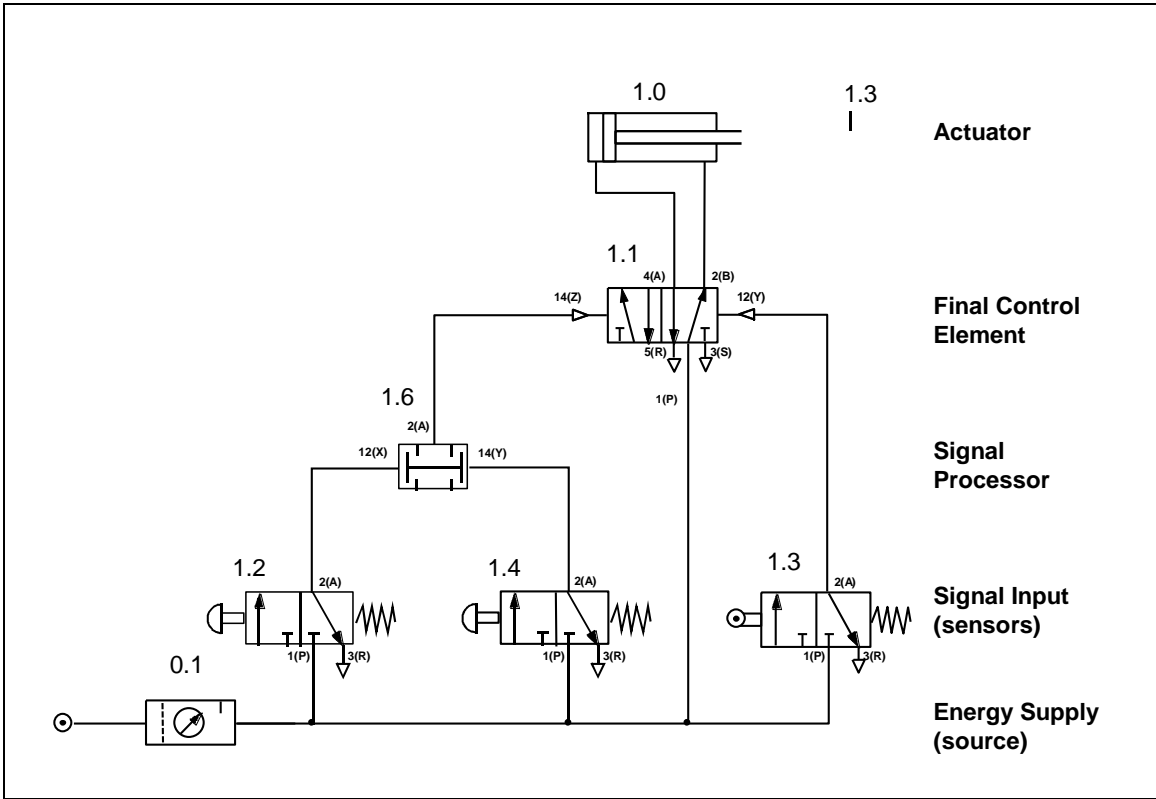 1.0
1.3
Actuator
1.1
4(A)
2(B)
14(Z)
12(Y)
Final Control
Element
5(R)
3(S)
1(P)
1.6
2(A)
12(X)
14(Y)
Signal
Processor
1.2
1.4
1.3
2(A)
2(A)
2(A)
Signal Input
(sensors)
1(P)
3(R)
1(P)
3(R)
1(P)
3(R)
0.1
Energy Supply
(source)